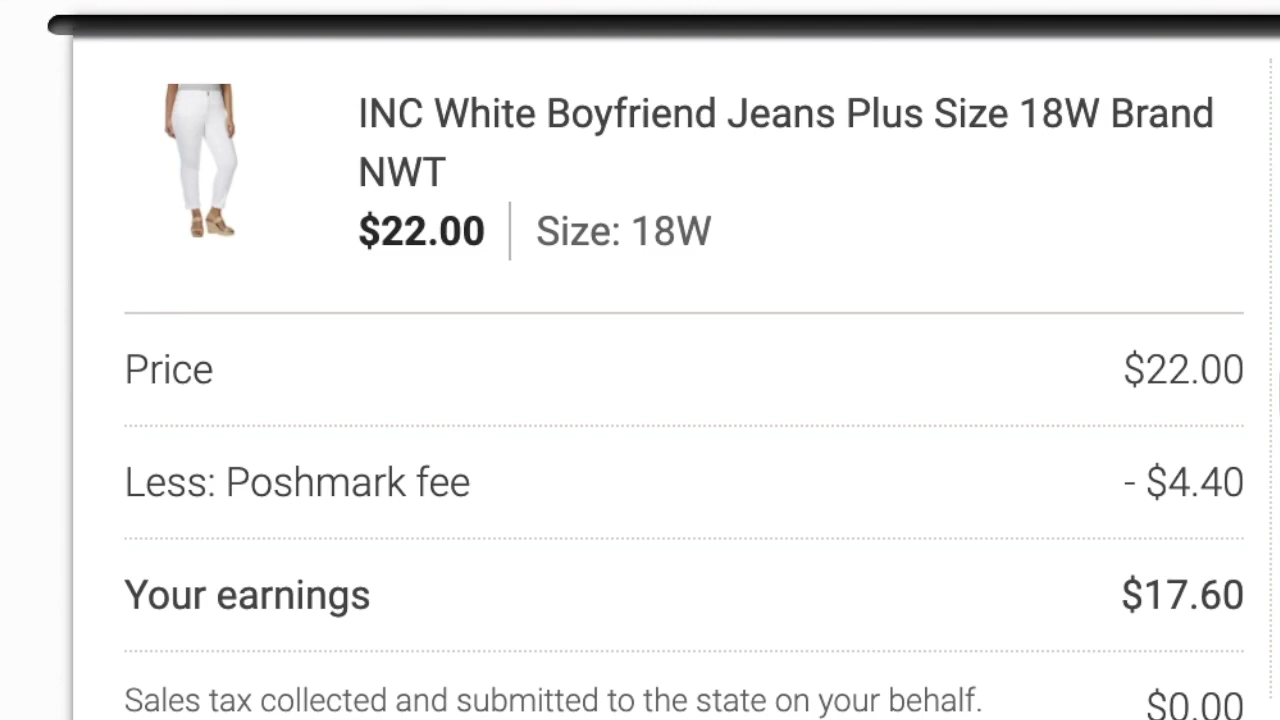 INC White Boyfriend Jeans Plus Size 18W Brand
NWT
$22.00 Size: 18W
Price $22.00
Less: Poshmark fee - $4.40
Your earnings $17.60
Sales tax collected and submitted to the state on your behalf. $0.00